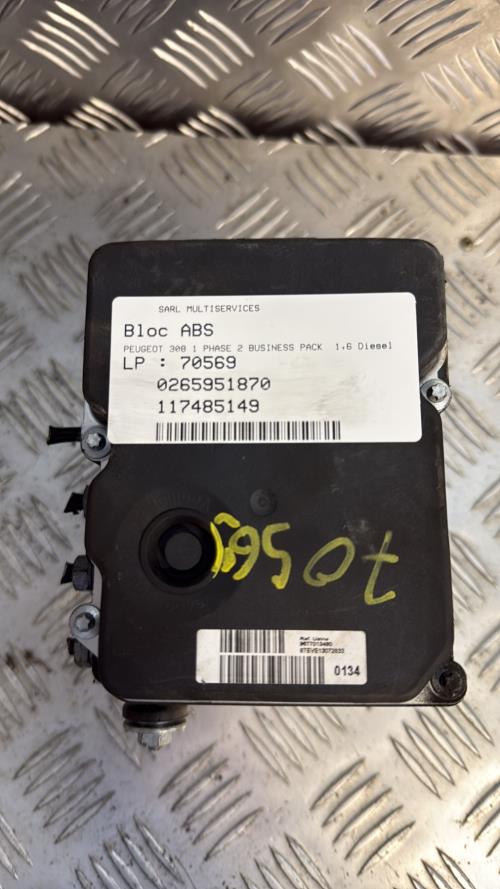 SARL MULTISERVICES
Bloc ABS
PEUGEOT 308 1 PHASE 2 BUSINESS PACK 1.6 Diesel
LP : 70569
0265951870
117485149
70569
9677013480
0134